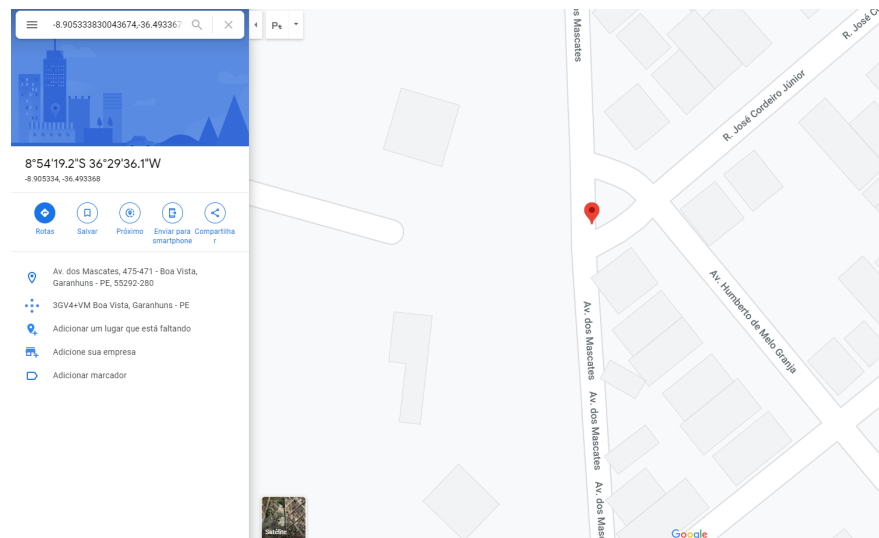 -8.905333830043674,-36.493367
8°54'19.2"S 36°29'36.1"W
-8.905334, -36.493368
Rotas
Salvar
Próximo
Enviar para
smartphone
Compartilha
r
Av. dos Mascates, 475-471 - Boa Vista,
Garanhuns - PE, 55292-280
3GV4+VM Boa Vista, Garanhuns - PE
Adicionar um lugar que está faltando
Adicione sua empresa
Adicionar marcador
Satélite
os Mascates
R. José Cordeiro Júnior
R. José C
Av. Humberto de Melo Granja
Av. dos Mascates
Av. dos Mascates
Av. dos Masc
Google